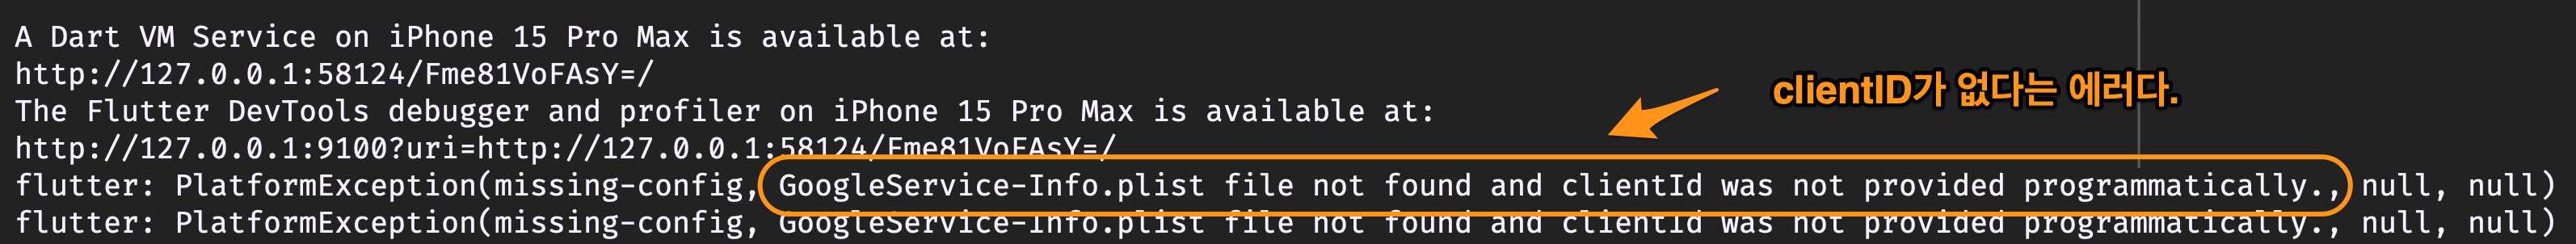 A Dart VM Service on iPhone 15 Pro Max is available at:
http://127.0.0.1:58124/Fme81VoFAsY=/
The Flutter DevTools debugger and profiler on iPhone 15 Pro Max is available at:
clientID가 없다는 에러다.
http://127.0.0.1:9100?uri=http://127.0.0.1:58124/Fme81VoFAsY=/
flutter: PlatformException(missing-config, GoogleService-Info.plist file not found and clientId was not provided programmatically., null, null)
flutter: PlatformException(missing-config, GoogleService-Info.plist file not found and clientId was not provided programmatically., null, null)